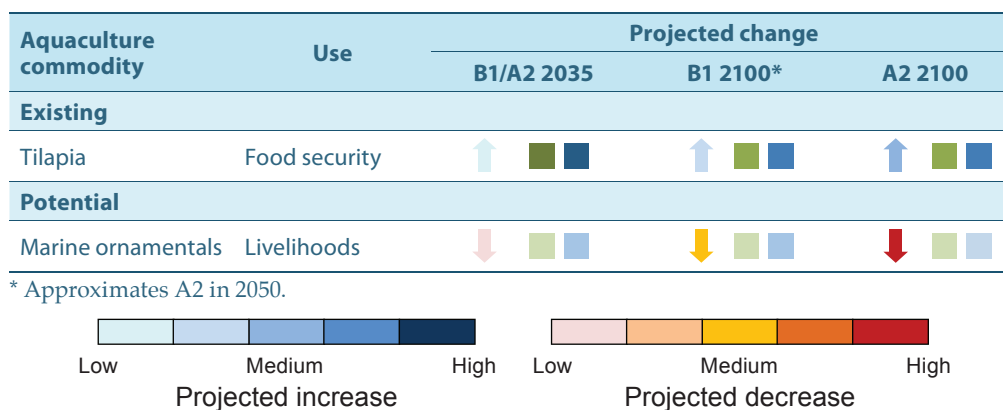 Aquaculture commodity Use Projected change
B1/A2 2035 B1 2100* A2 2100
Existing
Tilapia Food security
Potential
Marine ornamentals Livelihoods
* Approximates A2 in 2050.
Low Medium High Low Medium High
Projected increase Projected decrease